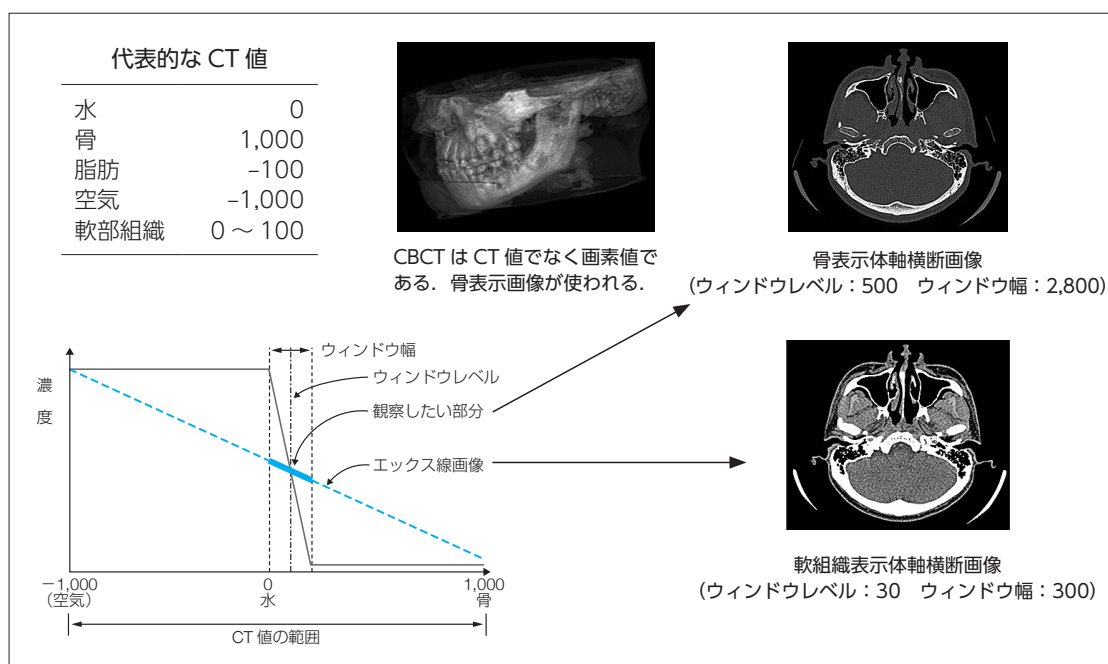 代表的な CT 値
水 0
骨 1,000
脂肪 −100
空気 −1,000
軟部組織 0 〜 100
CBCT は CT 値でなく画素値で
ある．骨表示画像が使われる．
骨表示体軸横断画像
（ウィンドウレベル：500　ウィンドウ幅：2,800）
濃度
ウィンドウ幅
ウィンドウレベル
観察したい部分
エックス線画像
−1,000
（空気）
0
水
1,000
骨
CT 値の範囲
軟組織表示体軸横断画像
（ウィンドウレベル：30　ウィンドウ幅：300）